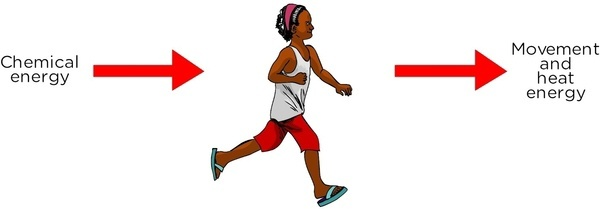 Chemical
energy
Movement
and
heat
energy